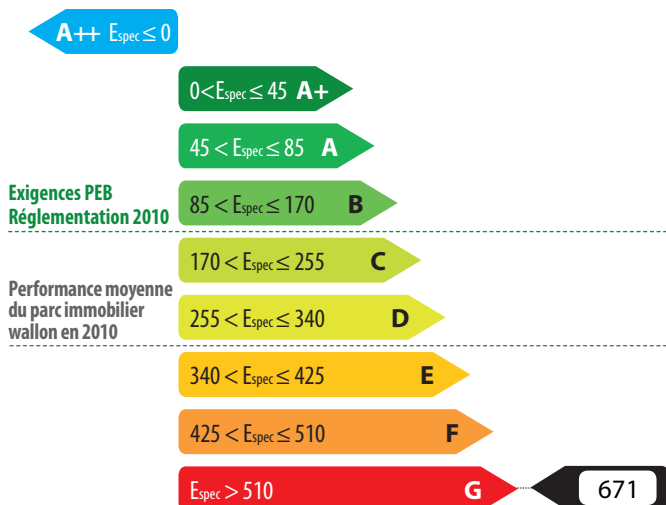 A++ Espec ≤ 0
0 < Espec ≤ 45 A+
45 < Espec ≤ 85 A
Exigences PEB
Réglementation 2010
85 < Espec ≤ 170 B
170 < Espec ≤ 255 C
Performance moyenne
du parc immobilier
wallon en 2010
255 < Espec ≤ 340 D
340 < Espec ≤ 425 E
425 < Espec ≤ 510 F
Espec > 510 G
671